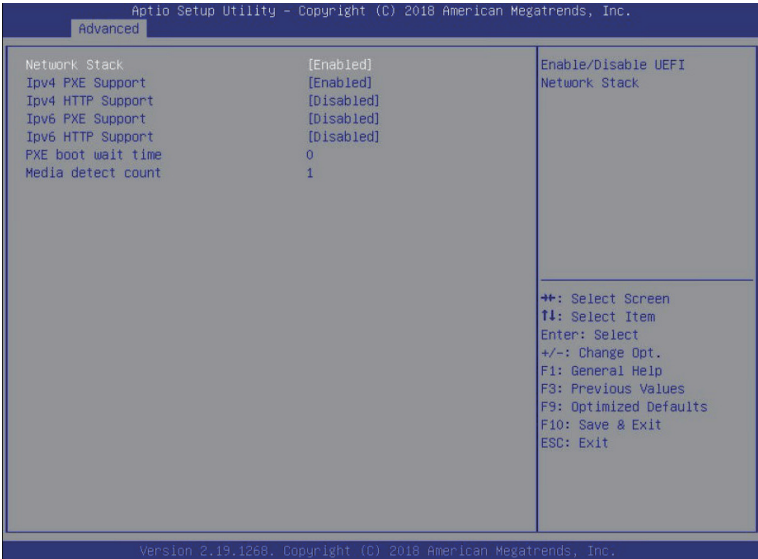 Aptio Setup Utility – Copyright (C) 2018 American Megatrends, Inc.
Advanced
Network Stack [Enabled]
Ipv4 PXE Support [Enabled]
Ipv4 HTTP Support [Disabled]
Ipv6 PXE Support [Disabled]
Ipv6 HTTP Support [Disabled]
PXE boot wait time 0
Media detect count 1
Enable/Disable UEFI
Network Stack
→←: Select Screen
↑↓: Select Item
Enter: Select
+/-: Change Opt.
F1: General Help
F3: Previous Values
F9: Optimized Defaults
F10: Save & Exit
ESC: Exit
Version 2.19.1268. Copyright (C) 2018 American Megatrends, Inc.